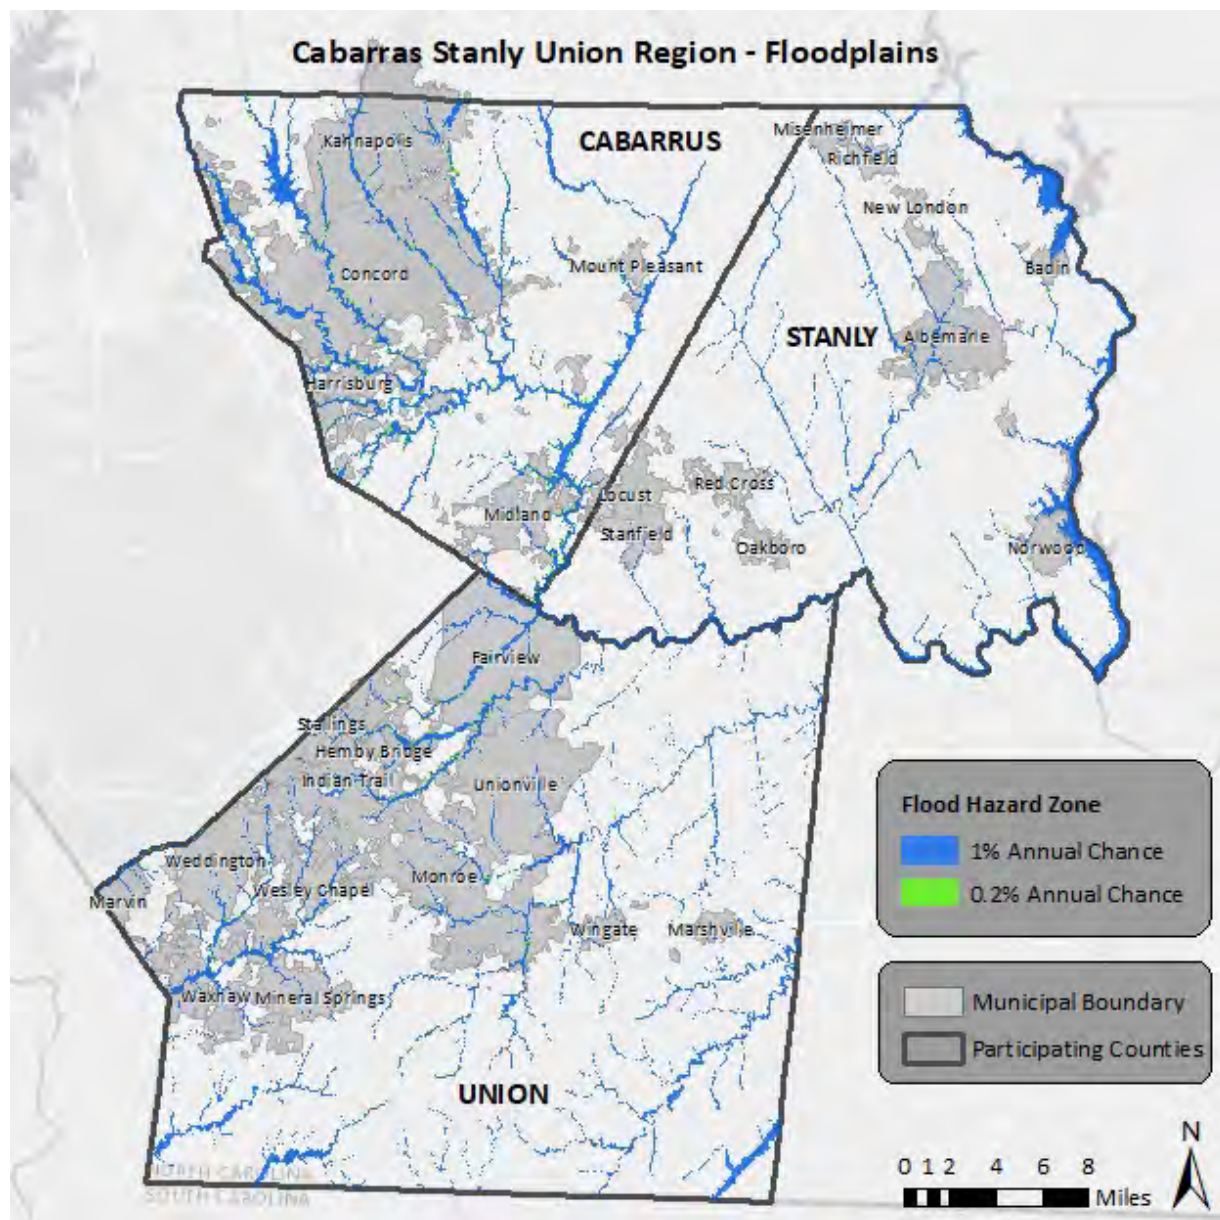 Cabarras Stanly Union Region - Floodplains
CABARRUS
Misenheimer
Kannapolis
Richfield
New London
Mount Pleasant
Badin
Concord
STANLY
Albemarle
Harrisburg
Red Cross
Locust
Midland
Stanfield
Oakboro
Norwood
Fairview
Stallings
Hemby Bridge
Indian Trail
Unionville
Weddington
Monroe
Wesley Chapel
Marvin
Wingate
Marshville
Waxhaw
Mineral Springs
UNION
NORTH CAROLINA
SOUTH CAROLINA
Flood Hazard Zone
1% Annual Chance
0.2% Annual Chance
Municipal Boundary
Participating Counties
N
0 1 2 4 6 8
Miles